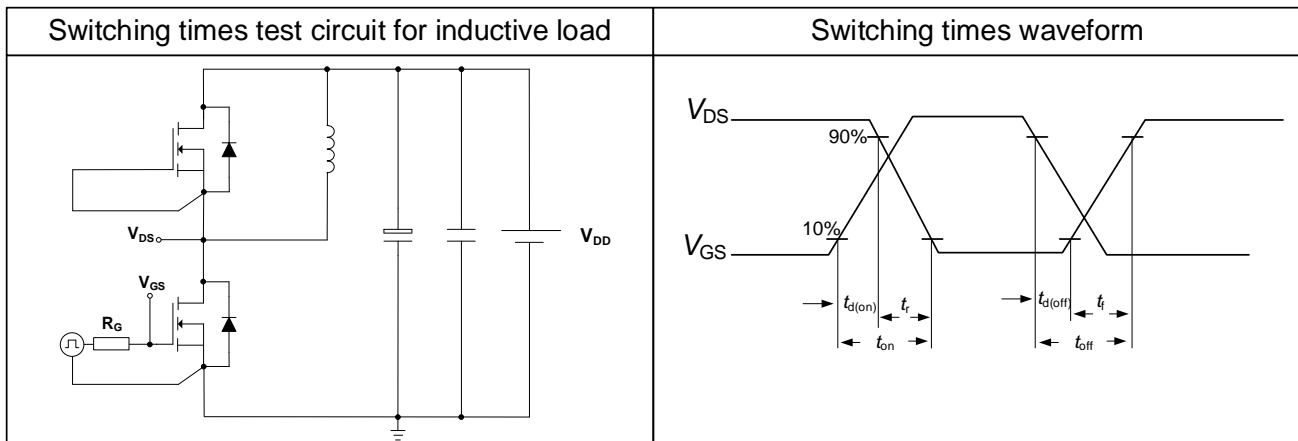 Switching times test circuit for inductive load
Switching times waveform
VDS
VGS
RG
VDD
VDS
90%
10%
VGS
td(on)
tr
ton
td(off)
tf
toff